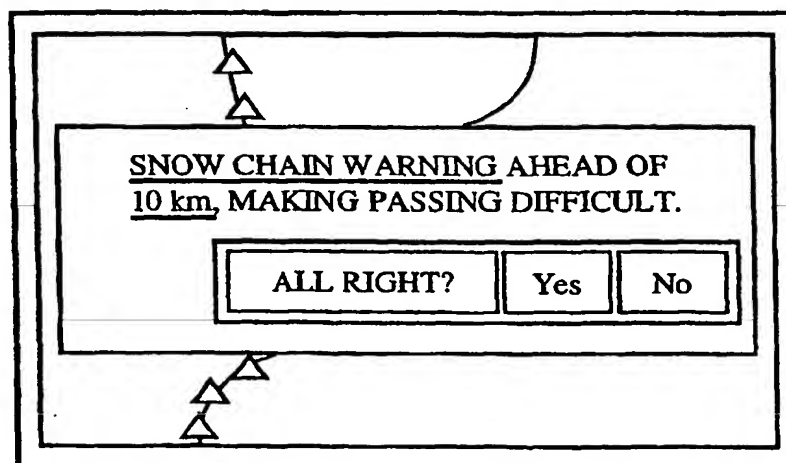 SNOW CHAIN WARNING AHEAD OF
10 km, MAKING PASSING DIFFICULT.
ALL RIGHT? Yes No